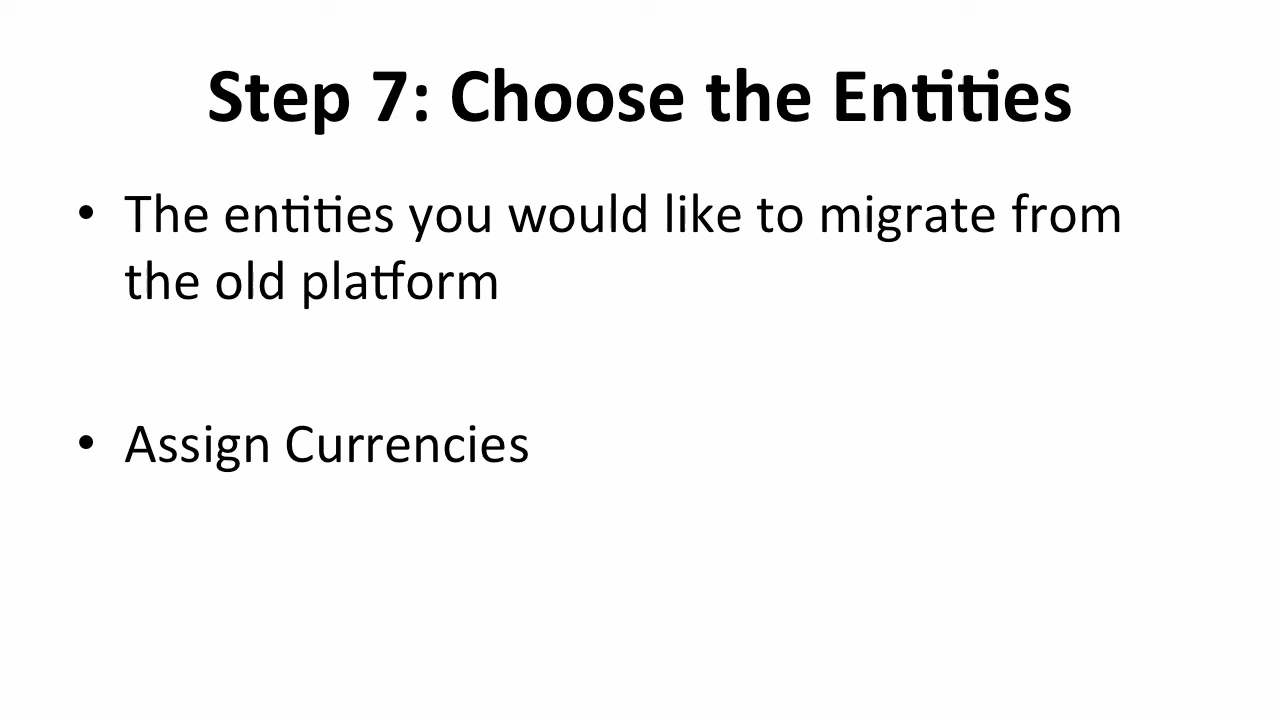 Step 7: Choose the Entities
• The entities you would like to migrate from
the old platform
• Assign Currencies